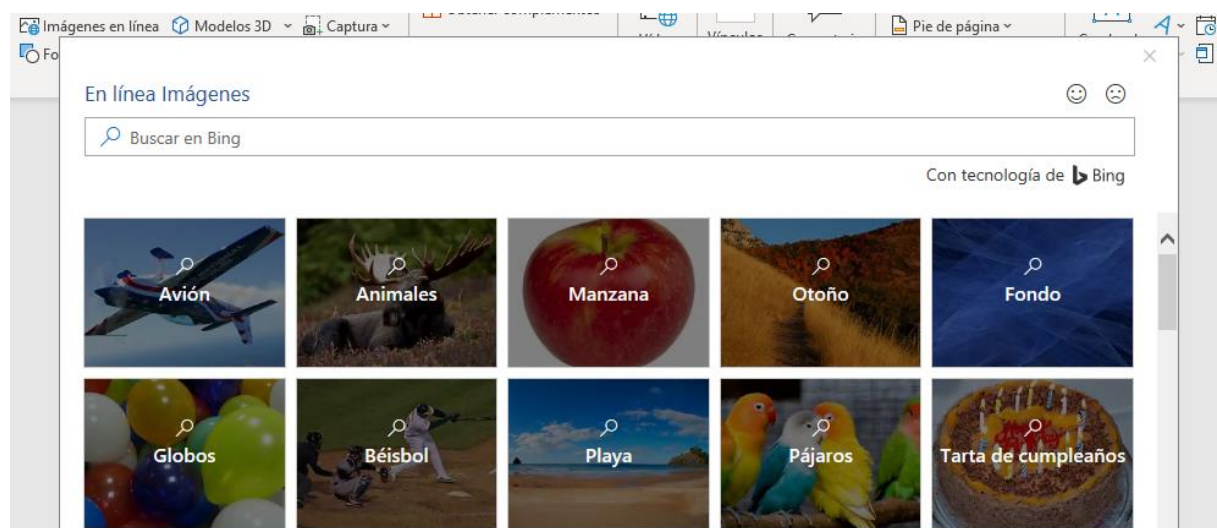 Imágenes en línea Modelos 3D Captura Pie de página
Fo
En línea Imágenes
Buscar en Bing
Con tecnología de Bing
Avión Animales Manzana Otoño Fondo
Globos Béisbol Playa Pájaros Tarta de cumpleaños